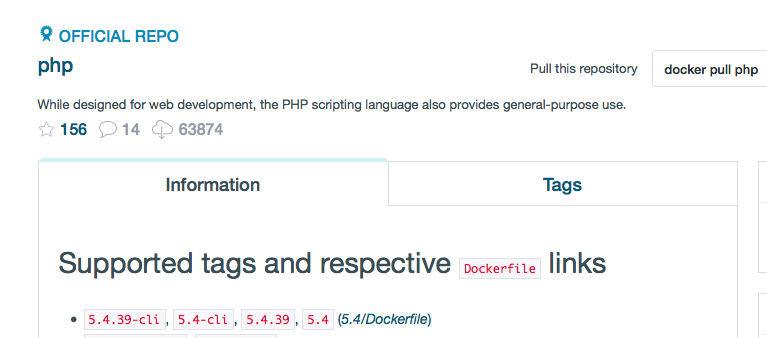 OFFICIAL REPO
php
Pull this repository docker pull php
While designed for web development, the PHP scripting language also provides general-purpose use.
156 14 63874
Information Tags
Supported tags and respective Dockerfile links
• 5.4.39-cli, 5.4-cli, 5.4.39, 5.4 (5.4/Dockerfile)